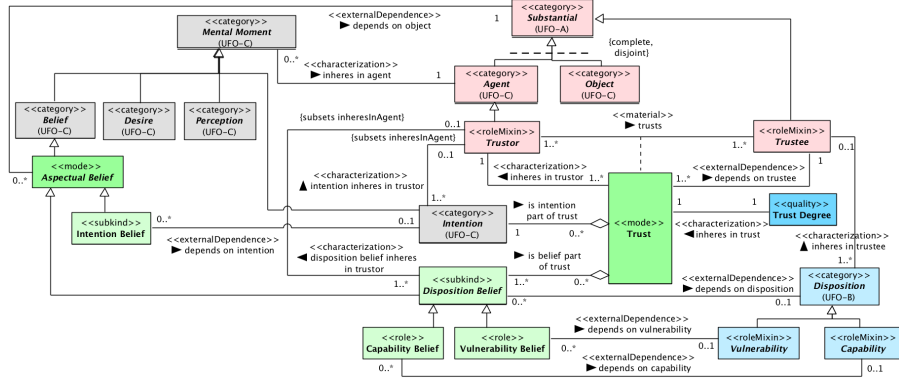 <<category>>
Substantial
(UFO-A)
<<externalDependence>>
► depends on object
1
<<category>>
Mental Moment
(UFO-C)
0..*
<<characterization>>
► inheres in agent
1
{complete,
disjoint}
<<category>>
Agent
(UFO-C)
<<category>>
Object
(UFO-C)
<<category>>
Belief
(UFO-C)
<<category>>
Desire
(UFO-C)
<<category>>
Perception
(UFO-C)
{subsets inheresInAgent}
0..1
{subsets inheresInAgent}
0..1
<<roleMixin>>
Trustor
1..*
<<material>>
► trusts
1..*
<<roleMixin>>
Trustee
0..1
0..*
<<mode>>
Aspectual Belief
<<characterization>>
▲ intention inheres in trustor
1..*
1
<<characterization>>
◄ inheres in trustor
1..*
<<externalDependence>>
► depends on trustee
1..*
1
<<subkind>>
Intention Belief
0..*
<<externalDependence>>
► depends on intention
0..1
<<category>>
Intention
(UFO-C)
► is intention
part of trust
1
0..*
<<mode>>
Trust
1
1
<<characterization>>
◄ inheres in trust
<<quality>>
Trust Degree
<<characterization>>
▲ inheres in trustee
1..*
<<characterization>>
◄ disposition belief inheres
in trustor
1..*
► is belief part
of trust
1..*
0..*
<<subkind>>
Disposition Belief
0..*
<<externalDependence>>
► depends on disposition
0..1
<<category>>
Disposition
(UFO-B)
<<role>>
Capability Belief
0..*
<<role>>
Vulnerability Belief
0..*
<<externalDependence>>
► depends on vulnerability
0..1
<<roleMixin>>
Vulnerability
<<roleMixin>>
Capability
0..1
<<externalDependence>>
► depends on capability